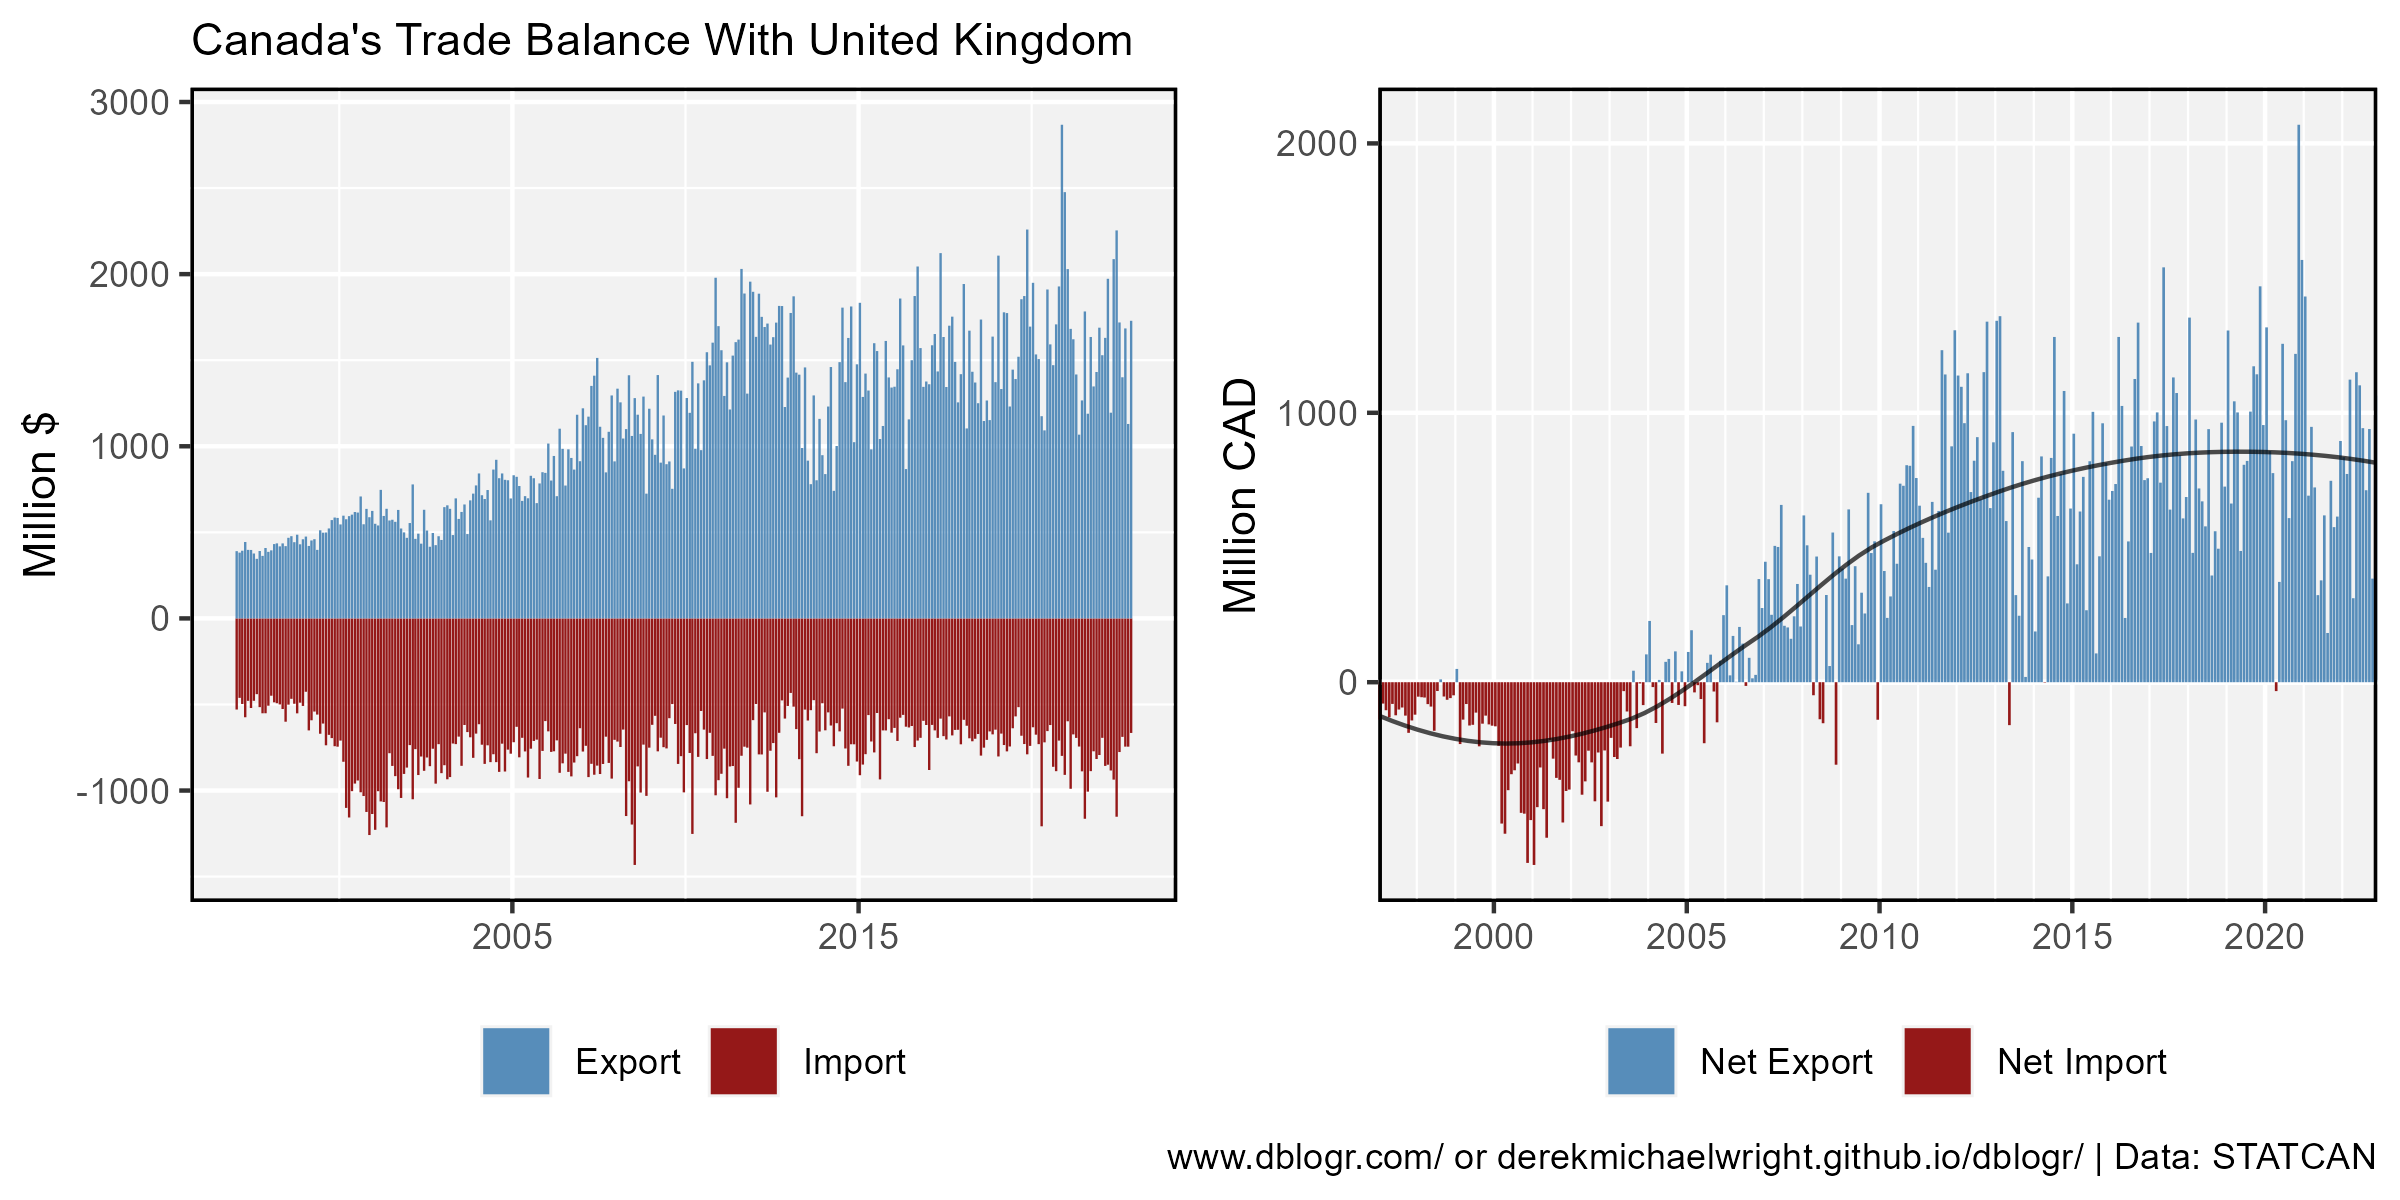 Canada's Trade Balance With United Kingdom
Million $
3000
2000
1000
0
-1000
2005 2015
Export Import
Million CAD
2000
1000
0
2000 2005 2010 2015 2020
Net Export Net Import
www.dblogr.com/ or derekmichaelwright.github.io/dblogr/ | Data: STATCAN